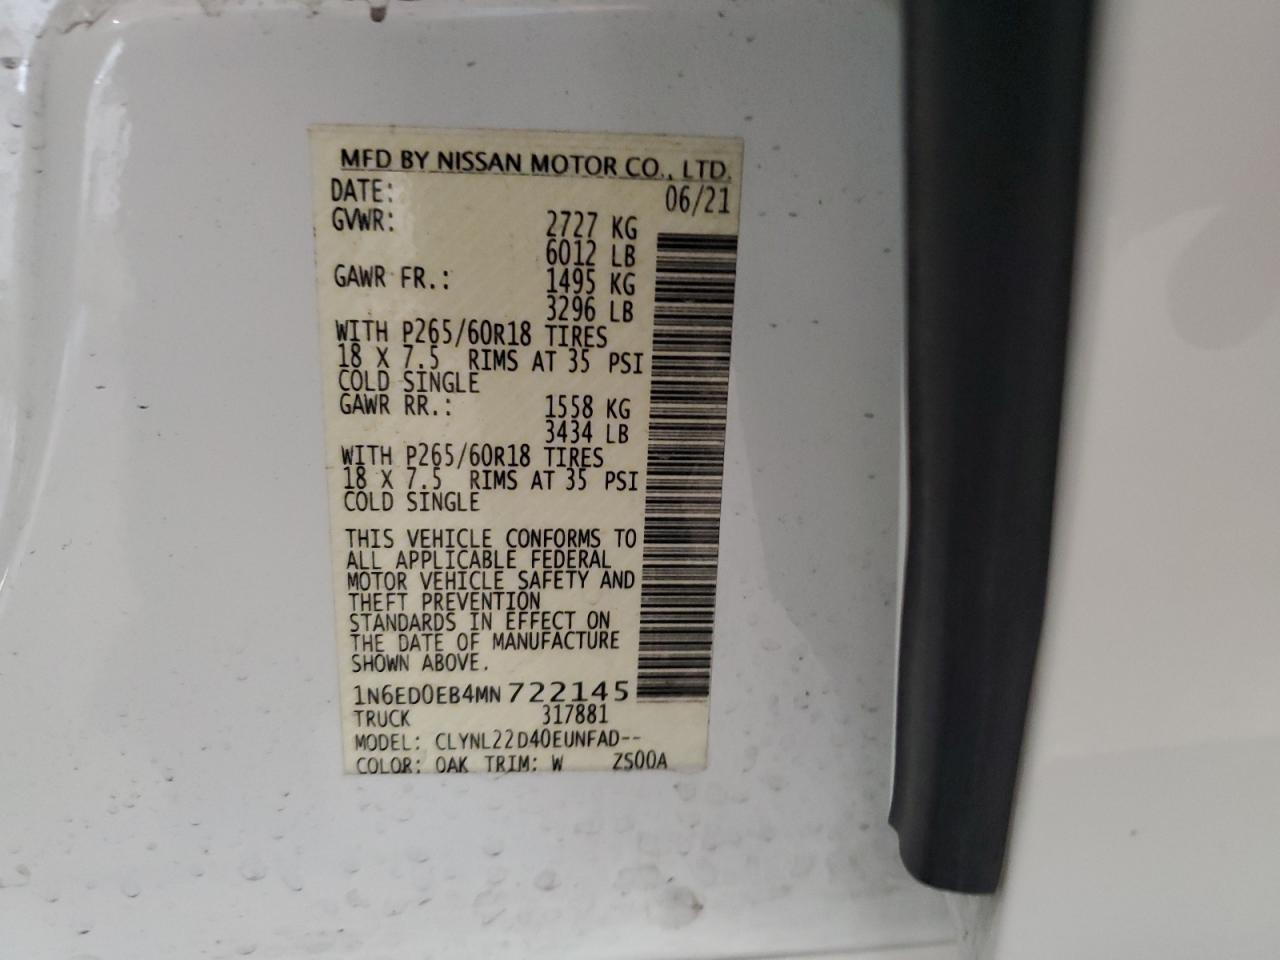 MFD BY NISSAN MOTOR CO., LTD.
DATE: 06/21
GVWR: 2727 KG
6012 LB
GAWR FR.: 1495 KG
3296 LB
WITH P265/60R18 TIRES
18 X 7.5 RIMS AT 35 PSI
COLD SINGLE
GAWR RR.: 1558 KG
3434 LB
WITH P265/60R18 TIRES
18 X 7.5 RIMS AT 35 PSI
COLD SINGLE
THIS VEHICLE CONFORMS TO
ALL APPLICABLE FEDERAL
MOTOR VEHICLE SAFETY AND
THEFT PREVENTION
STANDARDS IN EFFECT ON
THE DATE OF MANUFACTURE
SHOWN ABOVE.
1N6ED0EB4MN722145
TRUCK 317881
MODEL: CLYNL22D40EUNFAD--
COLOR: QAK TRIM: W ZS00A